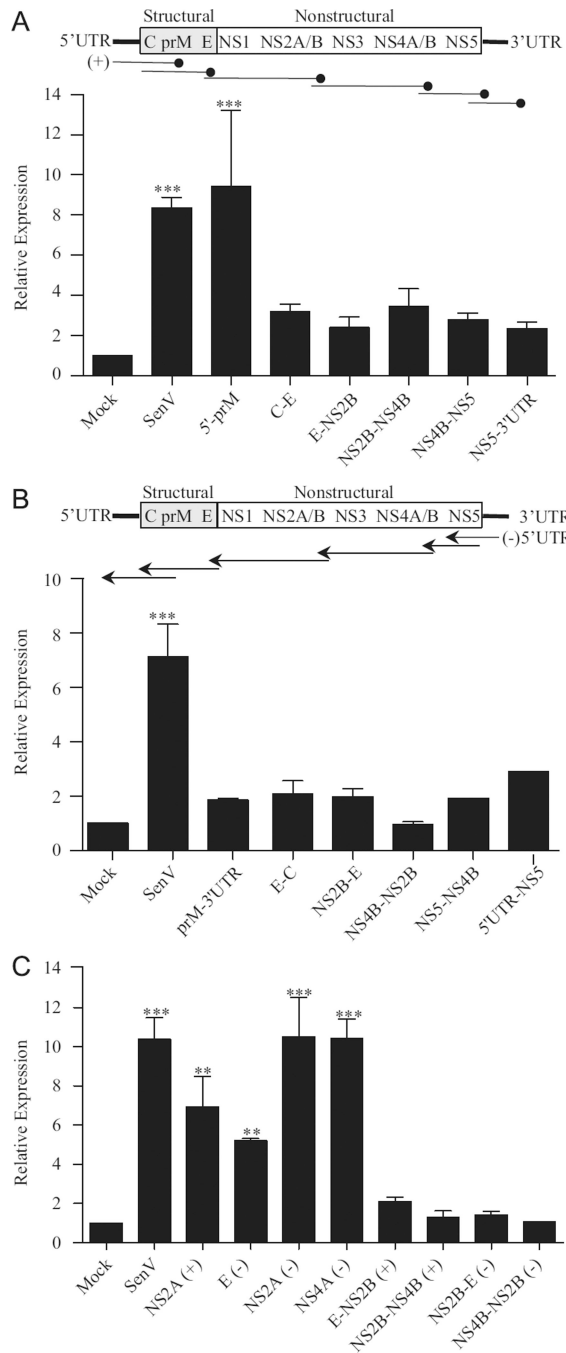 A
Structural Nonstructural
5’UTR C prM E NS1 NS2A/B NS3 NS4A/B NS5 3’UTR
(+)
14
12
10
8
6
4
2
0
Relative Expression
***
***
Mock
SenV
5'-prM
C-E
E-NS2B
NS2B-NS4B
NS4B-NS5
NS5-3'UTR
B
Structural Nonstructural
5’UTR C prM E NS1 NS2A/B NS3 NS4A/B NS5 3’UTR
(-)5’UTR
10
8
6
4
2
0
Relative Expression
***
Mock
SenV
prM-3'UTR
E-C
NS2B-E
NS4B-NS2B
NS5-NS4B
5'UTR-NS5
C
14
12
10
8
6
4
2
0
Relative Expression
***
**
**
***
***
Mock
SenV
NS2A (+)
E (-)
NS2A (-)
NS4A (-)
E-NS2B (+)
NS2B-NS4B (+)
NS2B-E (-)
NS4B-NS2B (-)